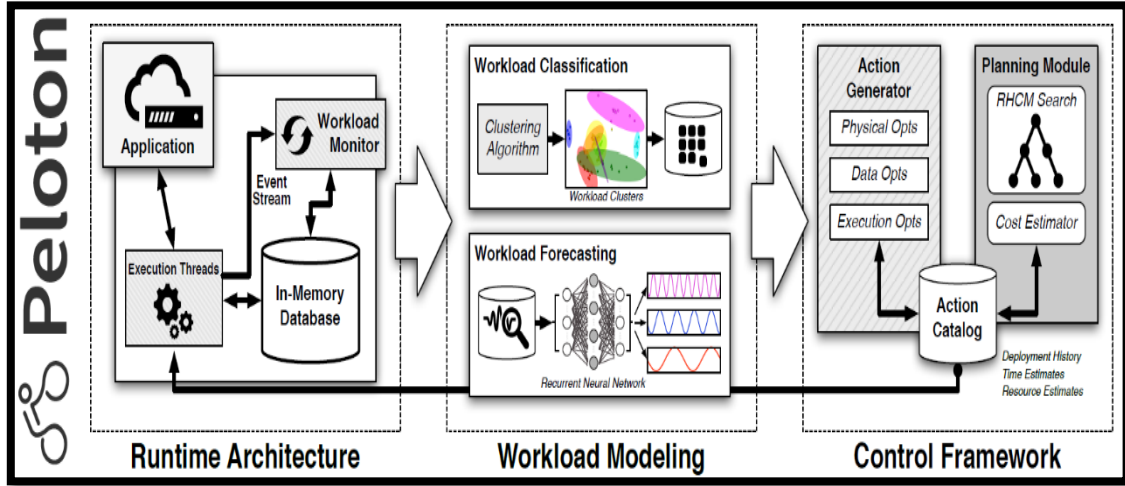 Peloton
Application
Workload
Monitor
Event
Stream
Execution Threads
In-Memory
Database
Runtime Architecture
Workload Classification
Clustering
Algorithm
Workload Clusters
Workload Forecasting
Recurrent Neural Network
Workload Modeling
Action
Generator
Physical Opts
Data Opts
Execution Opts
Planning Module
RHCM Search
Cost Estimator
Action
Catalog
Deployment History
Time Estimates
Resource Estimates
Control Framework